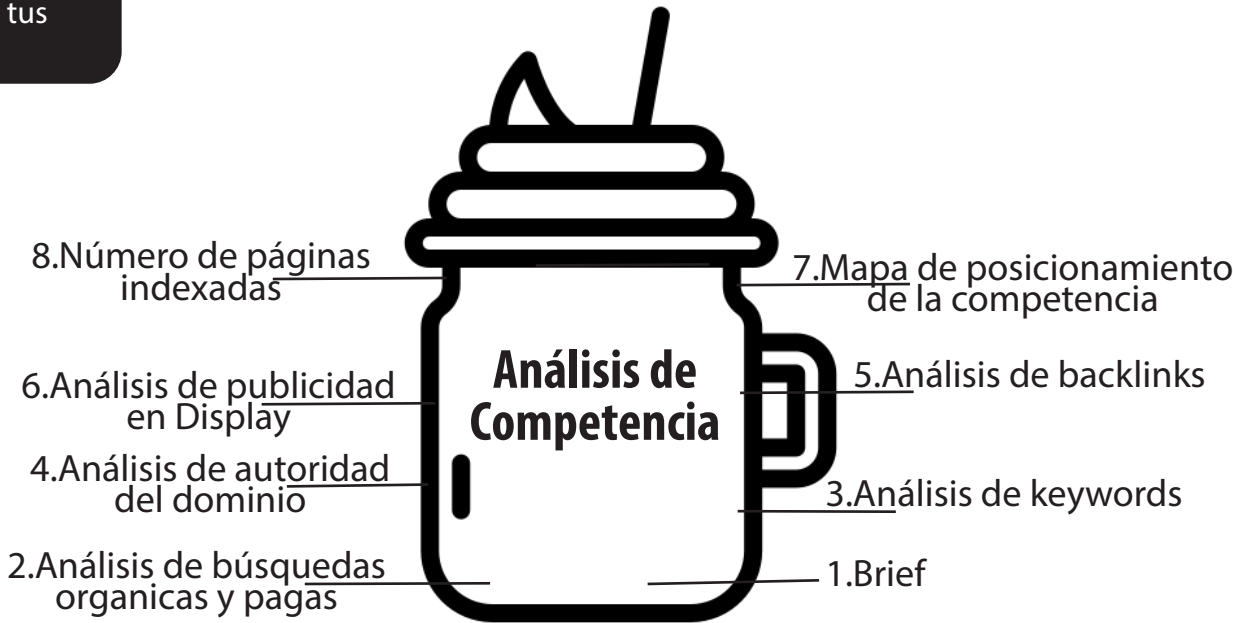 tus
8.Número de páginas
indexadas
7.Mapa de posicionamiento
de la competencia
Análisis de
Competencia
6.Análisis de publicidad
en Display
5.Análisis de backlinks
4.Análisis de autoridad
del dominio
3.Análisis de keywords
2.Análisis de búsquedas
organicas y pagas
1.Brief